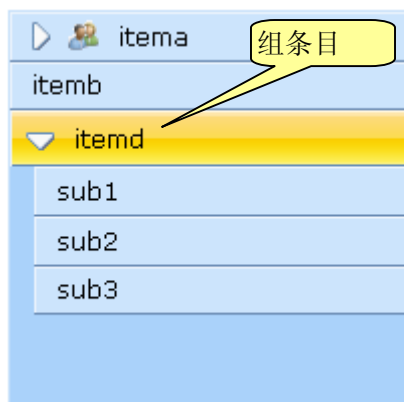 itema
组条目
itemb
itemd
sub1
sub2
sub3